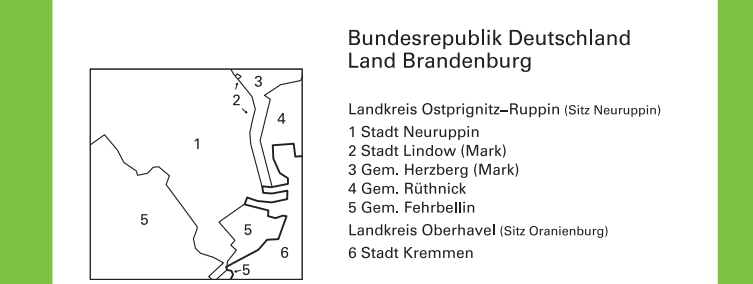 Bundesrepublik Deutschland
Land Brandenburg
Landkreis Ostprignitz–Ruppin (Sitz Neuruppin)
1 Stadt Neuruppin
2 Stadt Lindow (Mark)
3 Gem. Herzberg (Mark)
4 Gem. Rüthnick
5 Gem. Fehrbellin
Landkreis Oberhavel (Sitz Oranienburg)
6 Stadt Kremmen
3
2
4
1
5
5
6
5